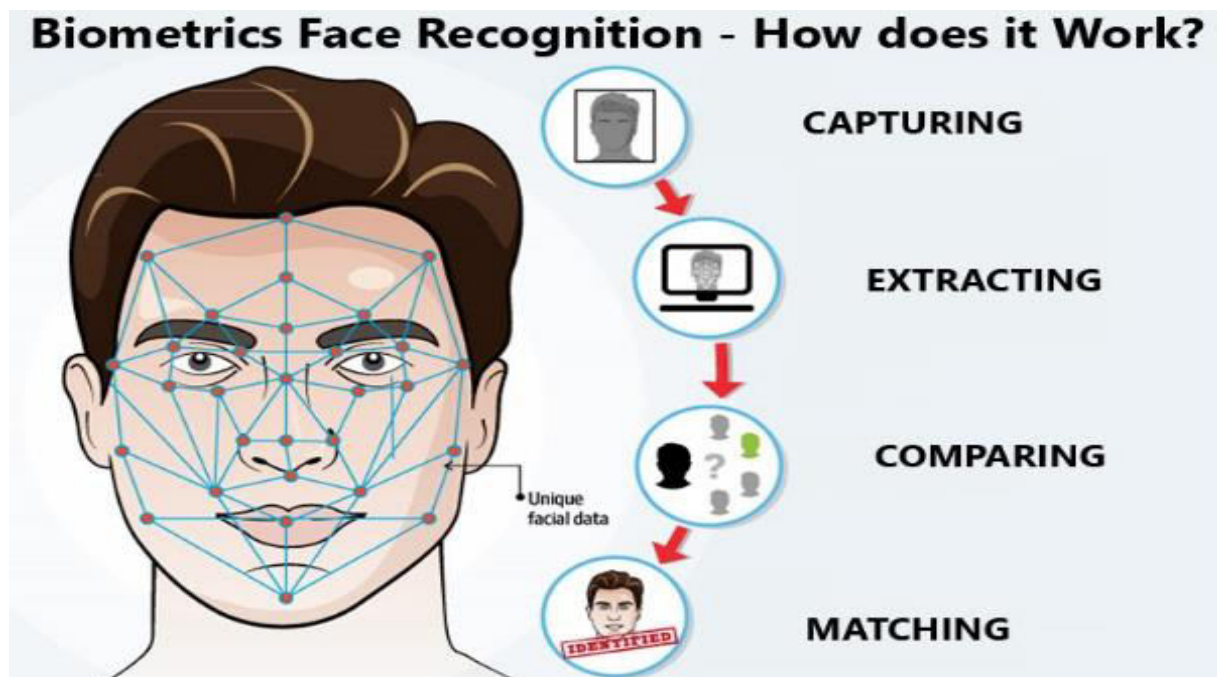 Biometrics Face Recognition - How does it Work?
CAPTURING
EXTRACTING
COMPARING
?
Unique
facial data
IDENTIFIED
MATCHING